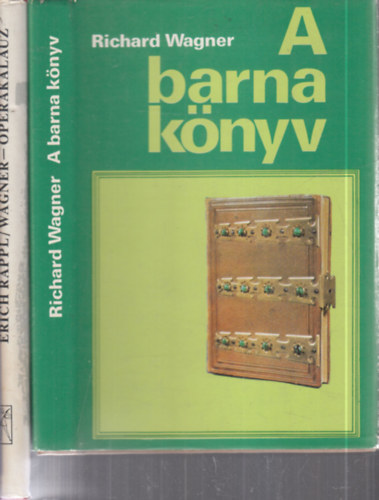 ERICH RAPPL/WAGNER–OPERAKALAUZ
Richard Wagner A barna könyv
Richard Wagner
A
barna
könyv